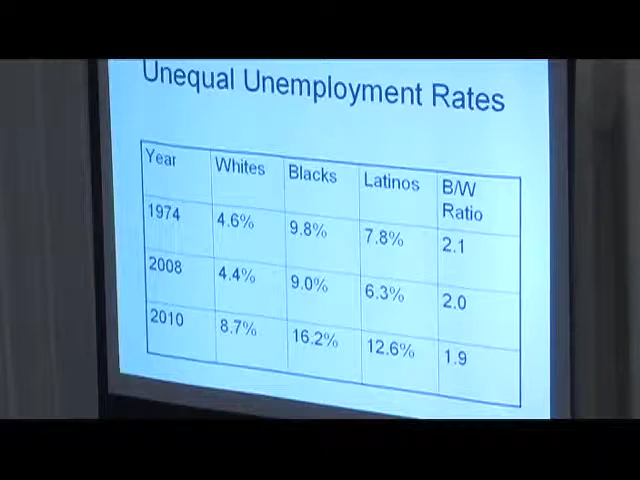 Unequal Unemployment Rates
Year Whites Blacks Latinos B/W Ratio
1974 4.6% 9.8% 7.8% 2.1
2008 4.4% 9.0% 6.3% 2.0
2010 8.7% 16.2% 12.6% 1.9